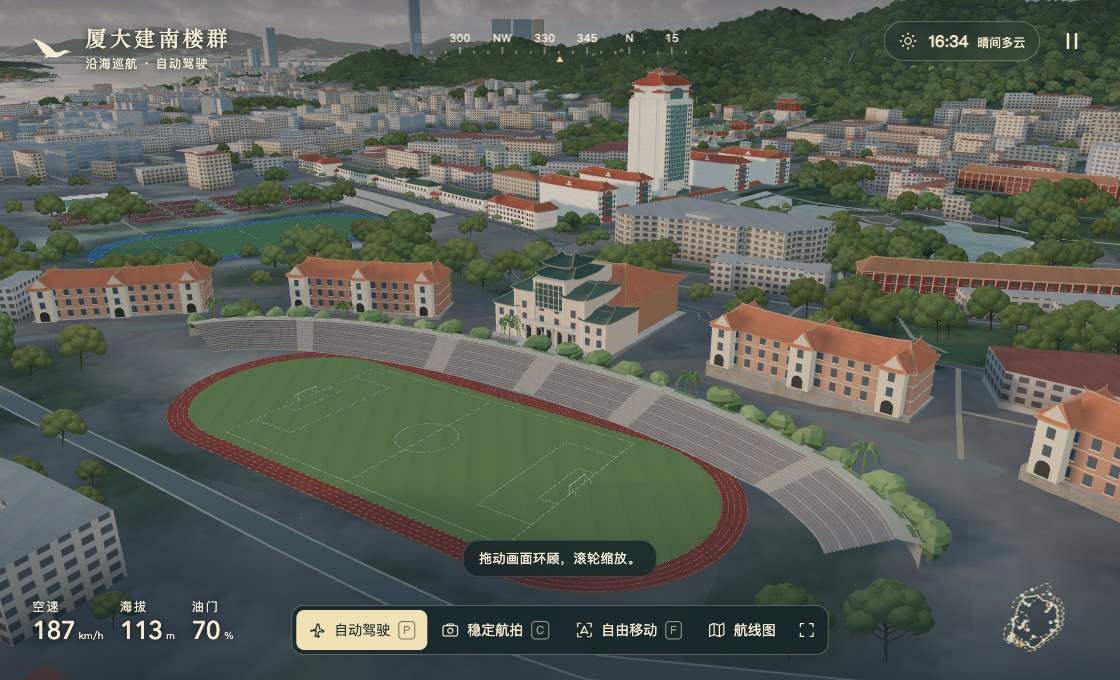 厦大建南楼群
沿海巡航 · 自动驾驶
85 300 NW 330 345 N 15
16:34 晴间多云
拖动画面环顾，滚轮缩放。
空速 海拔 油门
187 km/h 113 m 70 %
自动驾驶 P 稳定航拍 C 自由移动 F 航线图